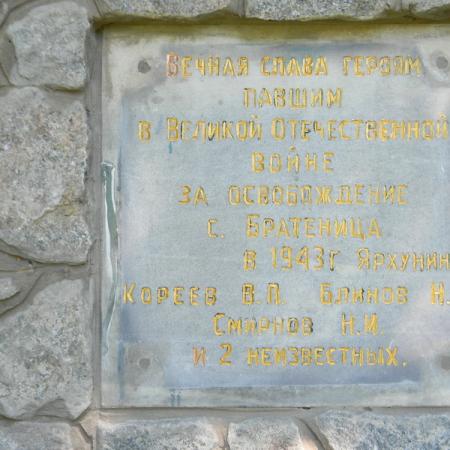 Вечная слава героям
павшим
в Великой Отечественной
войне
за освобождение
с. Братеница
в 1943г Ярхунин
Кореев В.П. Блинов Н.
Смирнов Н.И.
и 2 неизвестных.